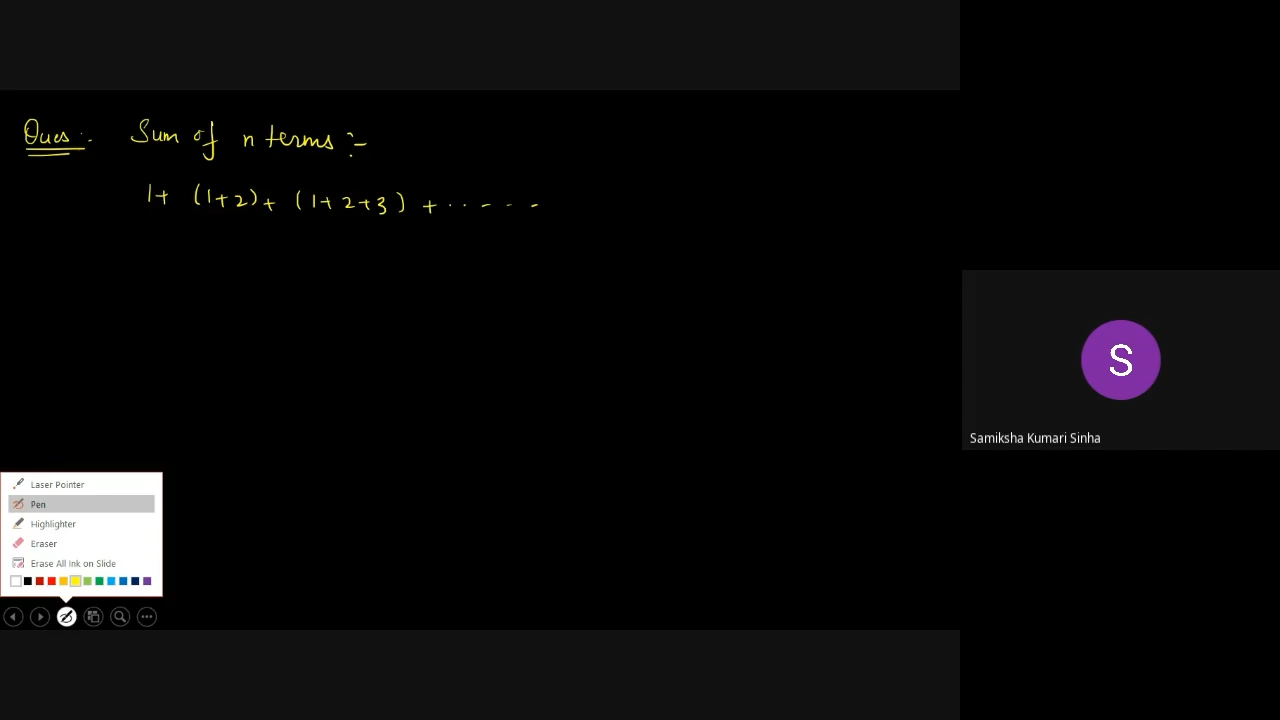 Ques :- Sum of n terms :-
1+ (1+2) + (1+2+3) + ......
S
Samiksha Kumari Sinha
Laser Pointer
Pen
Highlighter
Eraser
Erase All Ink on Slide